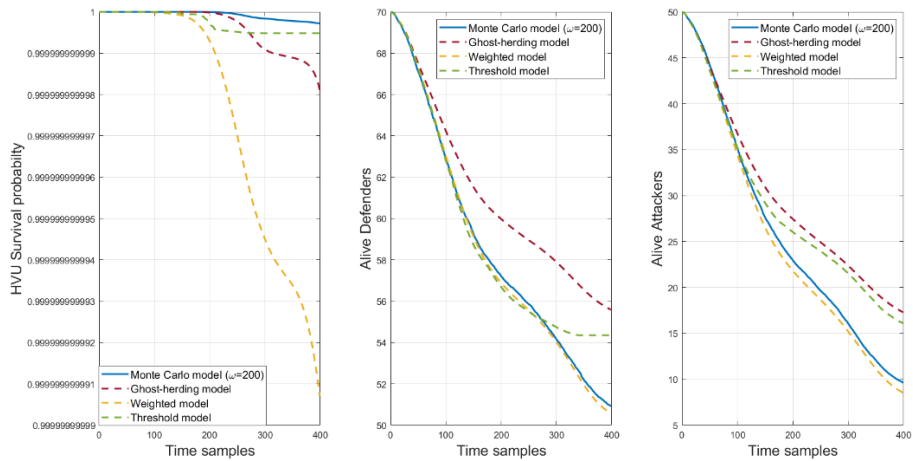 HVU Survival probabilty
1
0.999999999999
0.999999999998
0.999999999997
0.999999999996
0.999999999995
0.999999999994
0.999999999993
0.999999999992
0.999999999991
0.99999999999
Monte Carlo model (ω=200)
Ghost-herding model
Weighted model
Threshold model
0 100 200 300 400
Time samples
Alive Defenders
70
68
66
64
62
60
58
56
54
52
50
Monte Carlo model (ω=200)
Ghost-herding model
Weighted model
Threshold model
0 100 200 300 400
Time samples
Alive Attackers
50
45
40
35
30
25
20
15
10
5
Monte Carlo model (ω=200)
Ghost-herding model
Weighted model
Threshold model
0 100 200 300 400
Time samples